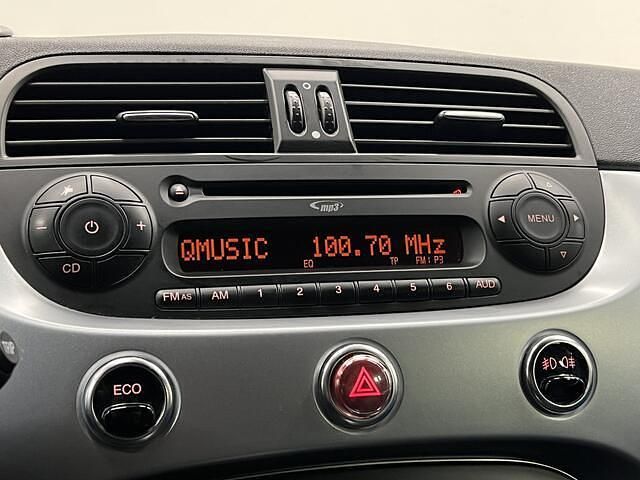 mp3
QMUSIC 100.70 MHz
EQ TP FM:P3
− + MENU
CD
FM AS AM 1 2 3 4 5 6 AUD
ECO